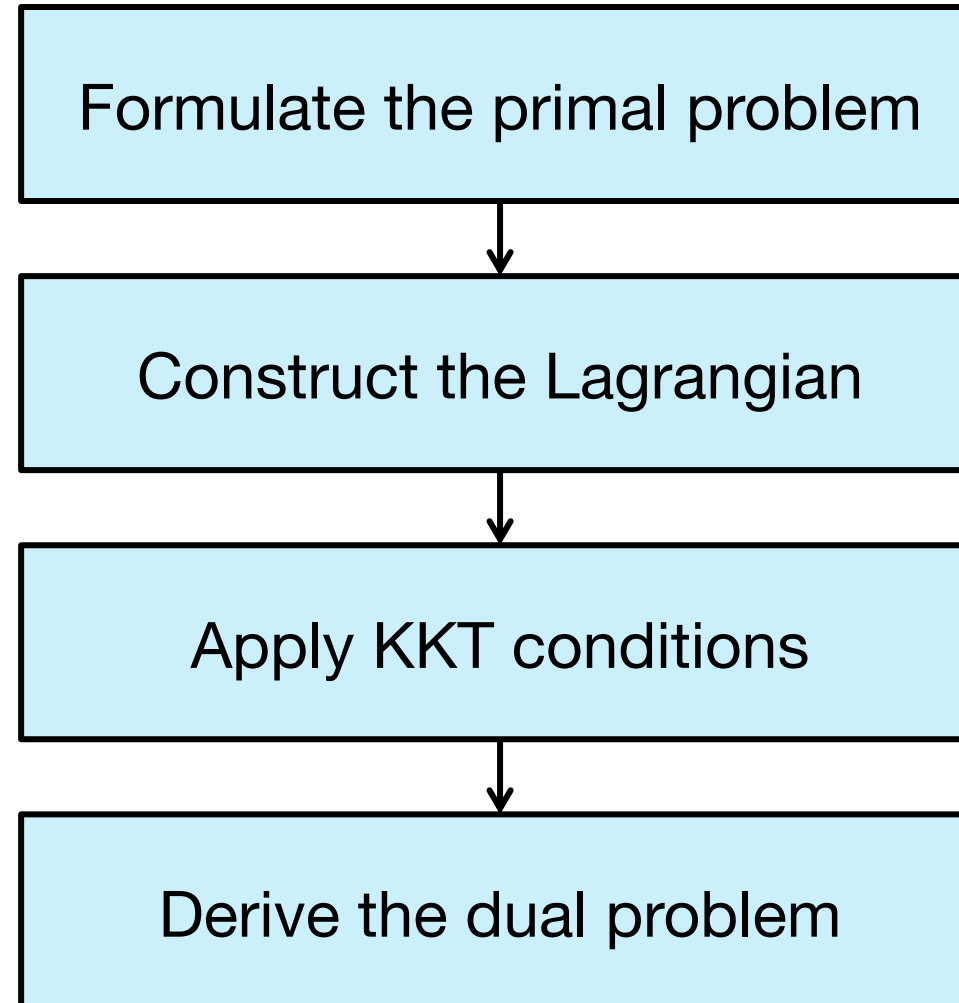 Formulate the primal problem
Construct the Lagrangian
Apply KKT conditions
Derive the dual problem